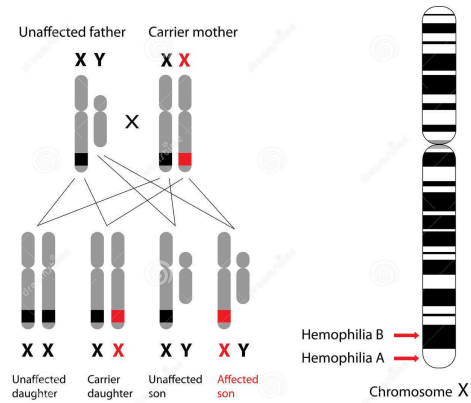 Unaffected father
Carrier mother
X Y
X X
X
X X
X X
X Y
X Y
Unaffected daughter
Carrier daughter
Unaffected son
Affected son
Hemophilia B
Hemophilia A
Chromosome X